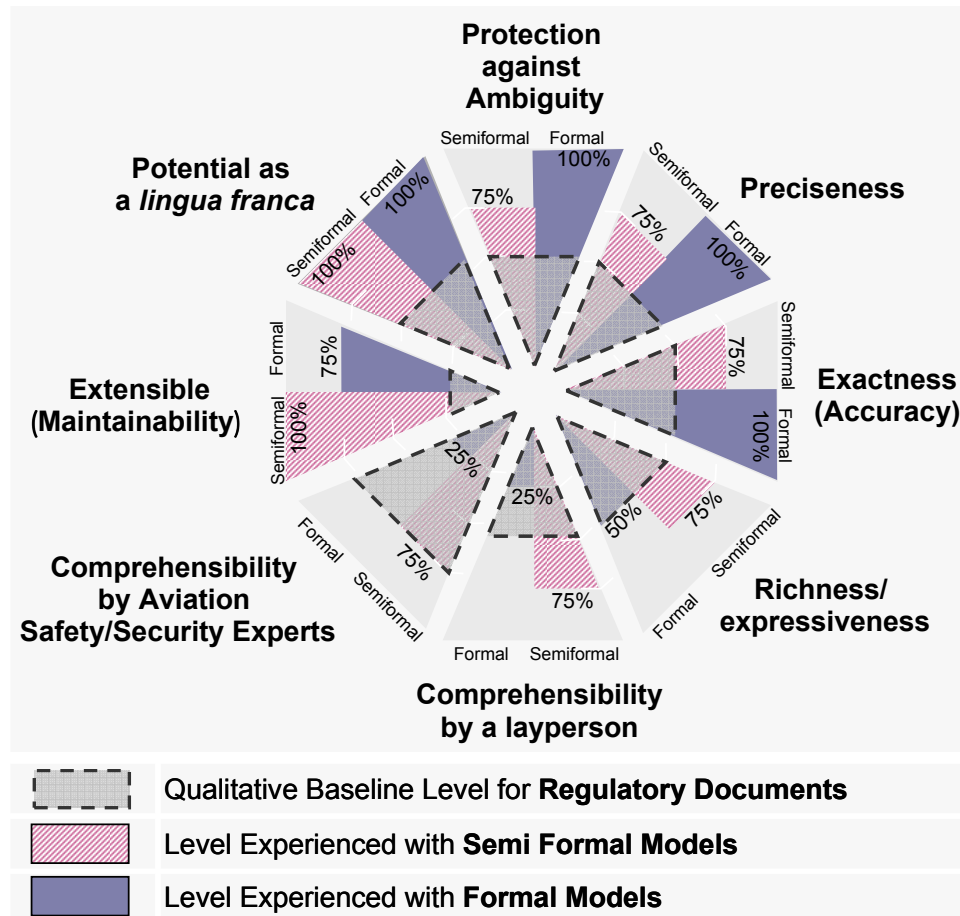 Protection
against
Ambiguity
Semiformal
Formal
75%
100%
Preciseness
Semiformal
Formal
75%
100%
Exactness
(Accuracy)
Semiformal
Formal
75%
100%
Richness/
expressiveness
Semiformal
Formal
75%
50%
Comprehensibility
by a layperson
Formal
Semiformal
25%
75%
Comprehensibility
by Aviation
Safety/Security Experts
Formal
Semiformal
25%
75%
Extensible
(Maintainability)
Formal
Semiformal
75%
100%
Potential as
a lingua franca
Semiformal
Formal
100%
100%
Qualitative Baseline Level for Regulatory Documents
Level Experienced with Semi Formal Models
Level Experienced with Formal Models